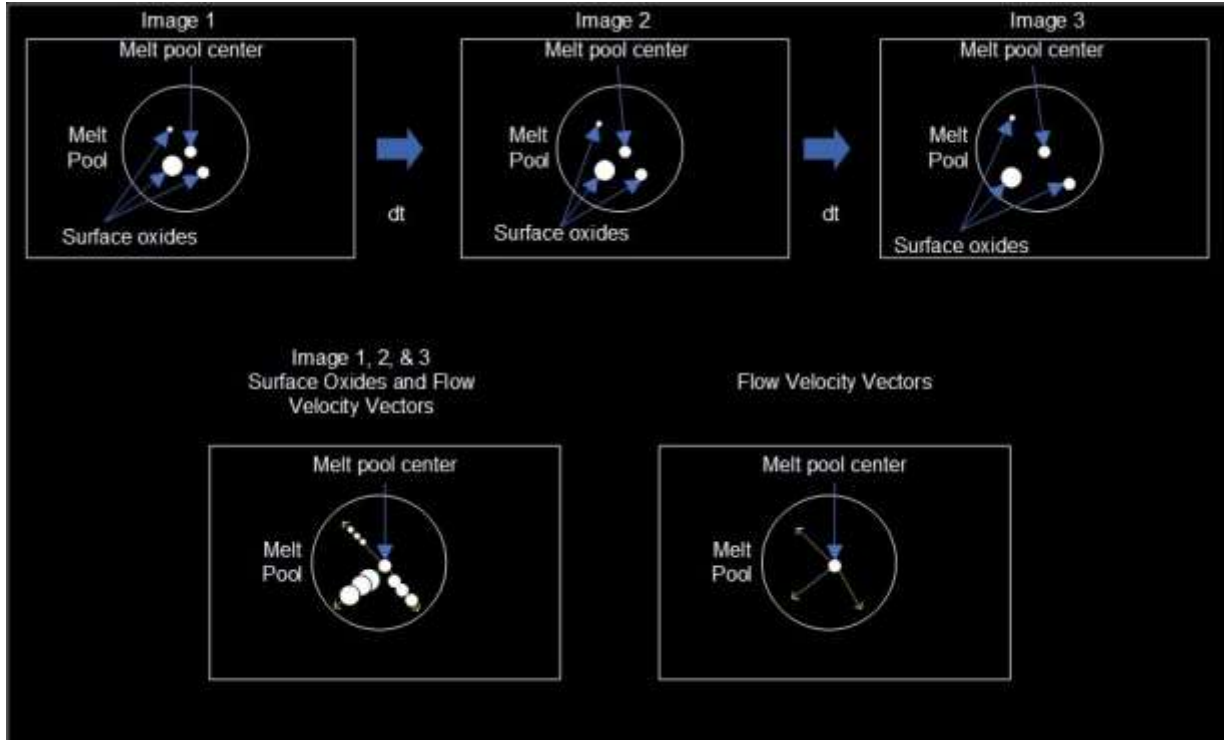 Image 1
Image 2
Image 3
Melt pool center
Melt pool center
Melt pool center
Melt
Pool
Melt
Pool
Melt
Pool
dt
dt
Surface oxides
Surface oxides
Surface oxides
Image 1, 2, & 3
Surface Oxides and Flow
Velocity Vectors
Flow Velocity Vectors
Melt pool center
Melt pool center
Melt
Pool
Melt
Pool